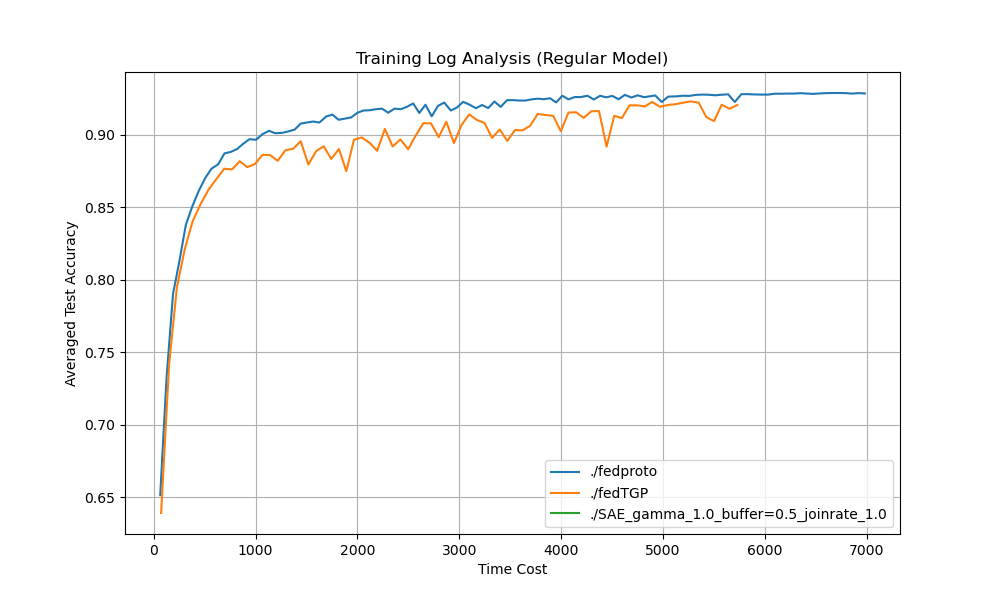 Training Log Analysis (Regular Model)
Averaged Test Accuracy
0.90
0.85
0.80
0.75
0.70
0.65
0 1000 2000 3000 4000 5000 6000 7000
Time Cost
./fedproto
./fedTGP
./SAE_gamma_1.0_buffer=0.5_joinrate_1.0